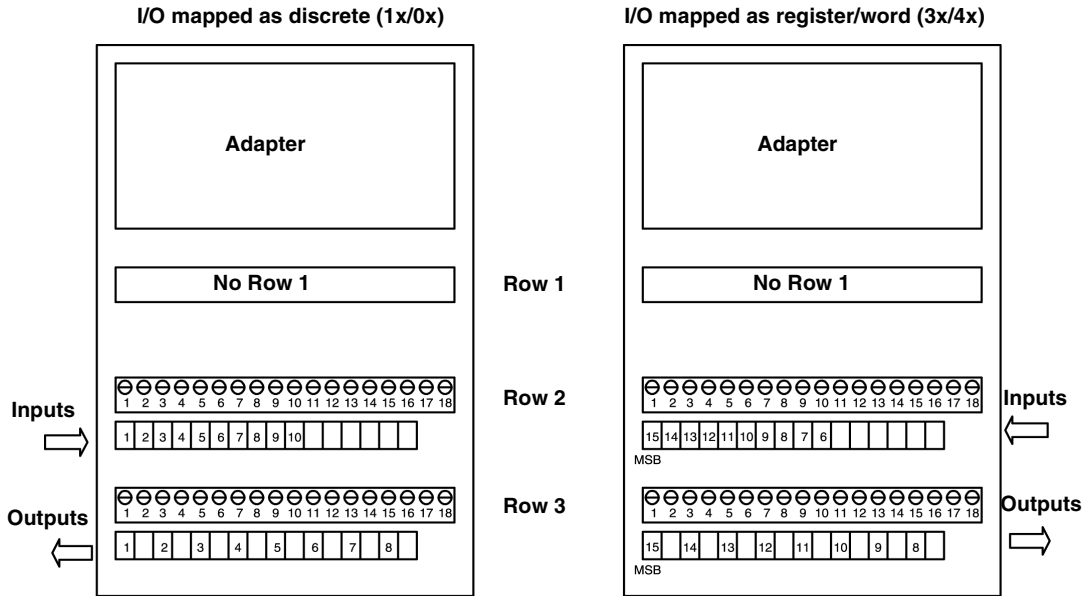 I/O mapped as discrete (1x/0x)
I/O mapped as register/word (3x/4x)
Adapter
Adapter
No Row 1
Row 1
No Row 1
1 2 3 4 5 6 7 8 9 10 11 12 13 14 15 16 17 18
Row 2
1 2 3 4 5 6 7 8 9 10 11 12 13 14 15 16 17 18
Inputs
Inputs
1 2 3 4 5 6 7 8 9 10
15 14 13 12 11 10 9 8 7 6
MSB
1 2 3 4 5 6 7 8 9 10 11 12 13 14 15 16 17 18
Row 3
1 2 3 4 5 6 7 8 9 10 11 12 13 14 15 16 17 18
Outputs
Outputs
1 2 3 4 5 6 7 8
15 14 13 12 11 10 9 8
MSB